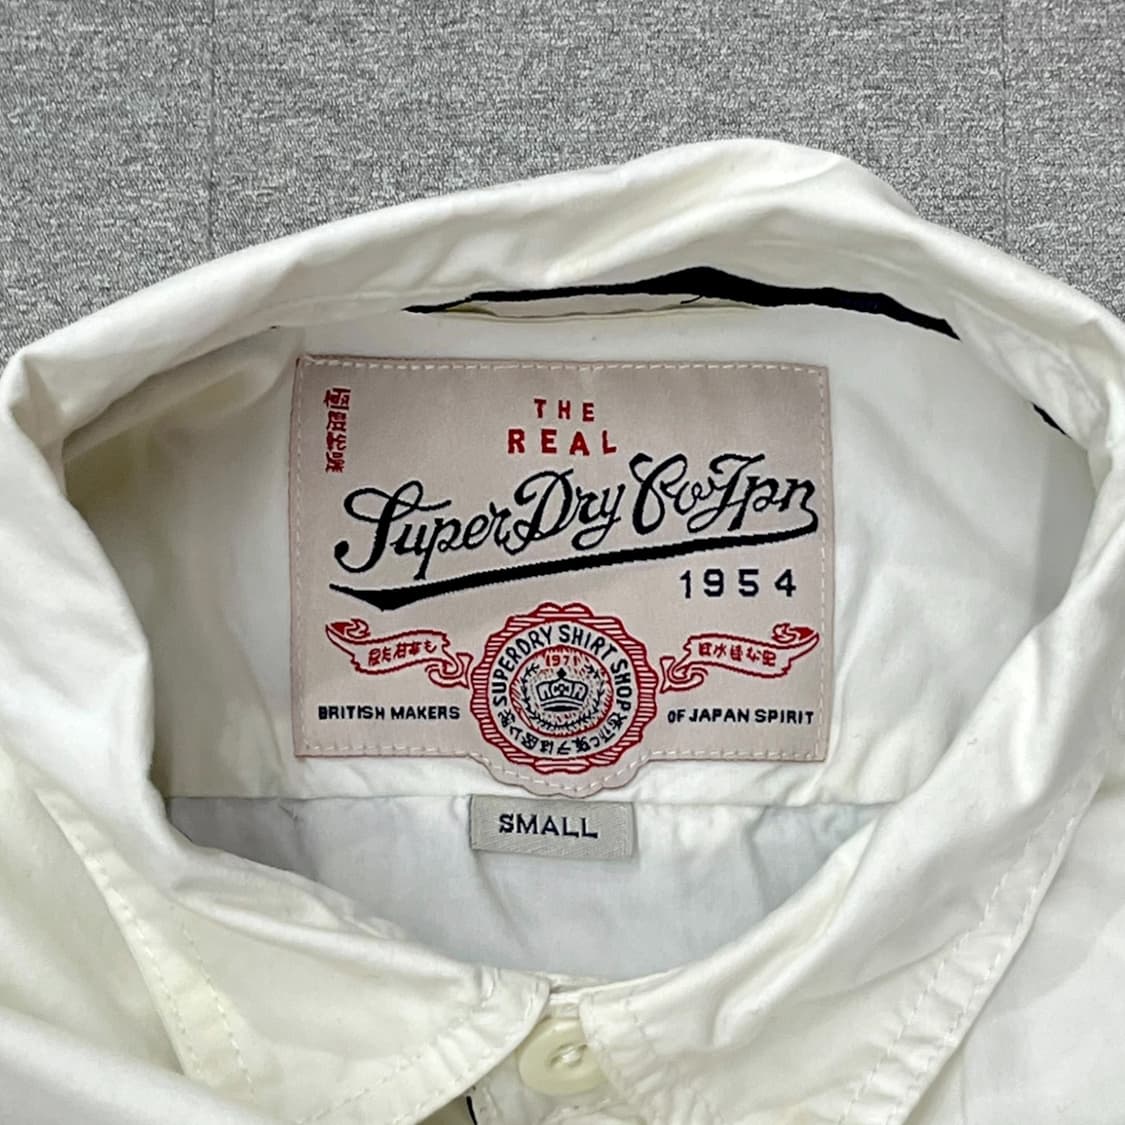 THE
REAL
SuperDry Co Jpn
1954
SUPERDRY SHIRT SHOP
1971
BRITISH MAKERS
OF JAPAN SPIRIT
SMALL